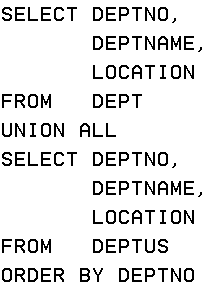 SELECT DEPTNO,
       DEPTNAME,
       LOCATION
FROM   DEPT
UNION ALL
SELECT DEPTNO,
       DEPTNAME,
       LOCATION
FROM   DEPTUS
ORDER BY DEPTNO